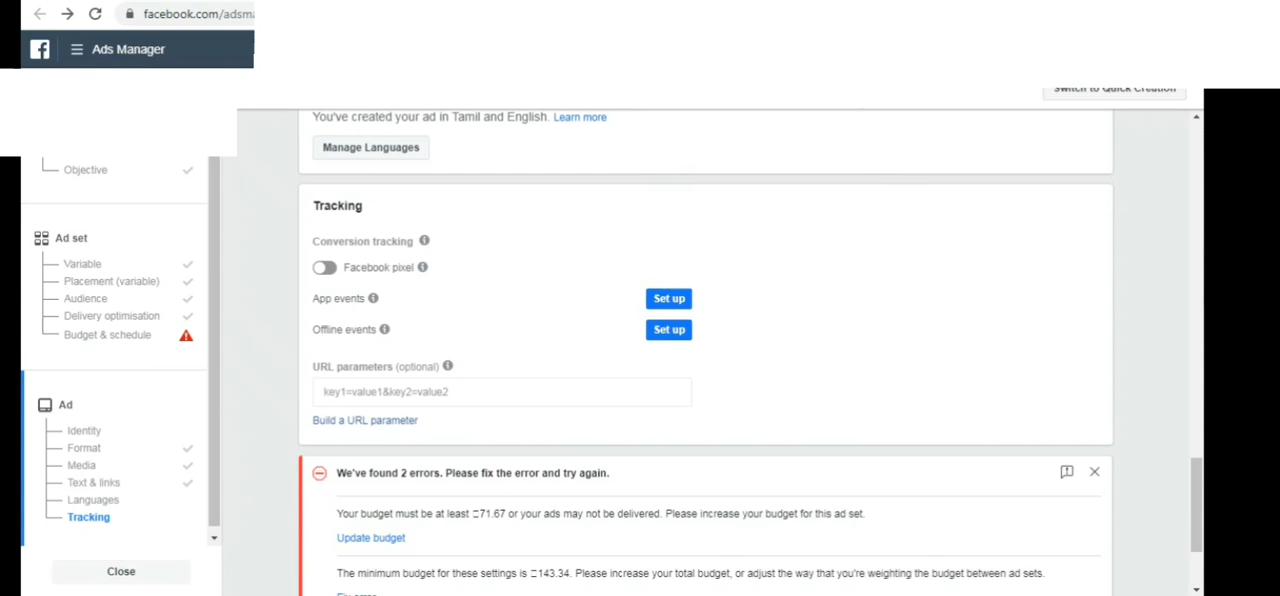 facebook.com/adsma
Ads Manager
Switch to Quick Creation
You've created your ad in Tamil and English. Learn more
Manage Languages
Objective
Ad set
Variable
Placement (variable)
Audience
Delivery optimisation
Budget & schedule
Ad
Identity
Format
Media
Text & links
Languages
Tracking
Close
Tracking
Conversion tracking
Facebook pixel
App events
Set up
Offline events
Set up
URL parameters (optional)
key1=value1&key2=value2
Build a URL parameter
We've found 2 errors. Please fix the error and try again.
Your budget must be at least 71.67 or your ads may not be delivered. Please increase your budget for this ad set.
Update budget
The minimum budget for these settings is 143.34. Please increase your total budget, or adjust the way that you're weighting the budget between ad sets.
Fix error